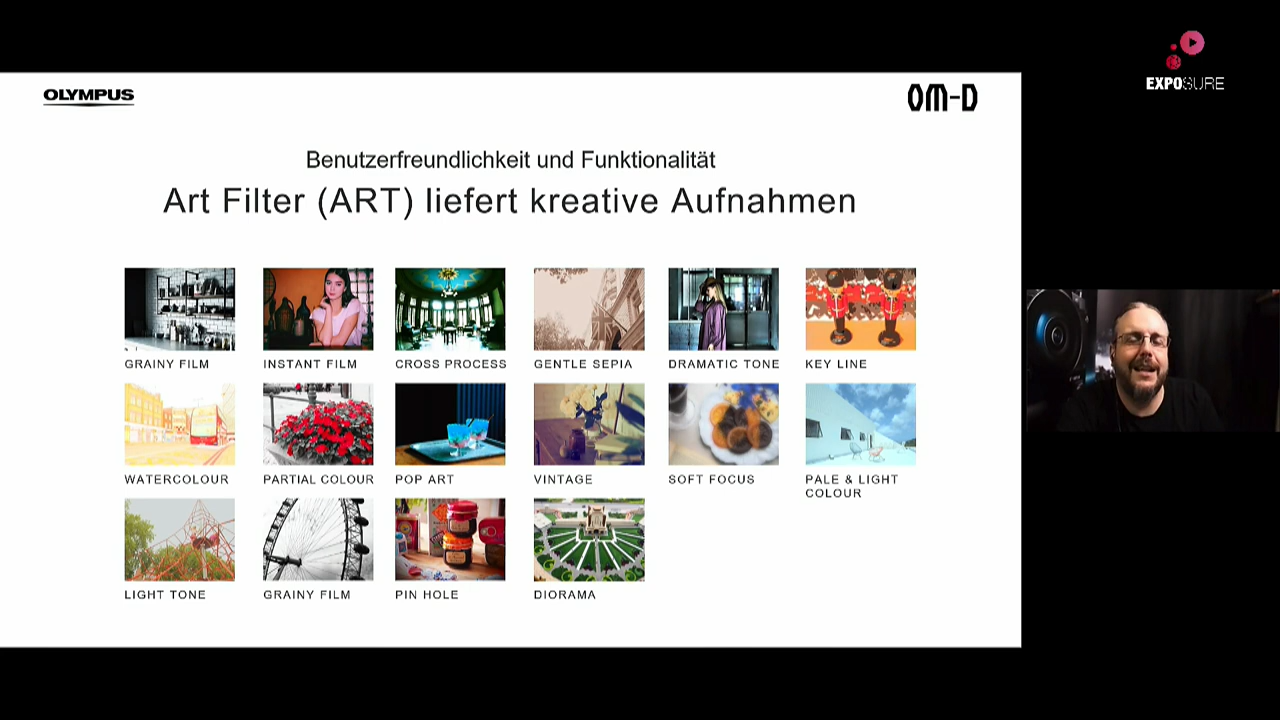 OLYMPUS
OM-D
EXPOSURE
Benutzerfreundlichkeit und Funktionalität
Art Filter (ART) liefert kreative Aufnahmen
GRAINY FILM
INSTANT FILM
CROSS PROCESS
GENTLE SEPIA
DRAMATIC TONE
KEY LINE
WATERCOLOUR
PARTIAL COLOUR
POP ART
VINTAGE
SOFT FOCUS
PALE & LIGHT
COLOUR
LIGHT TONE
GRAINY FILM
PIN HOLE
DIORAMA